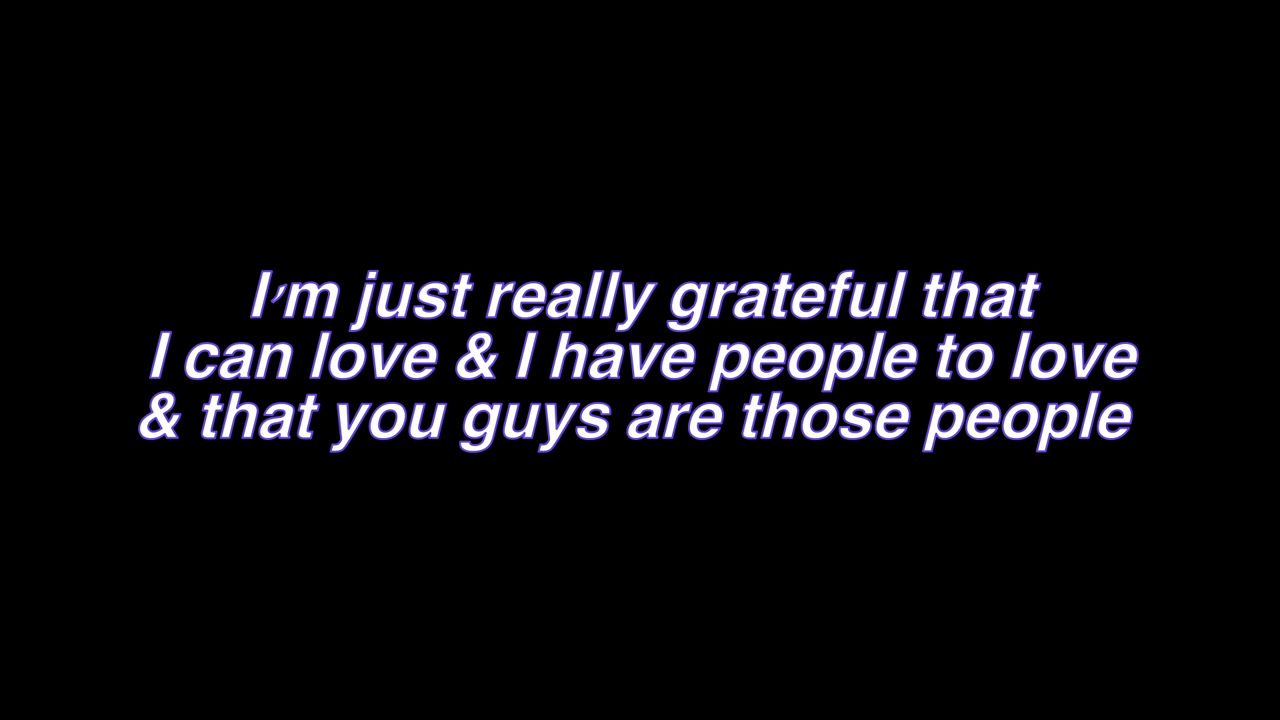 I'm just really grateful that
I can love & I have people to love
& that you guys are those people